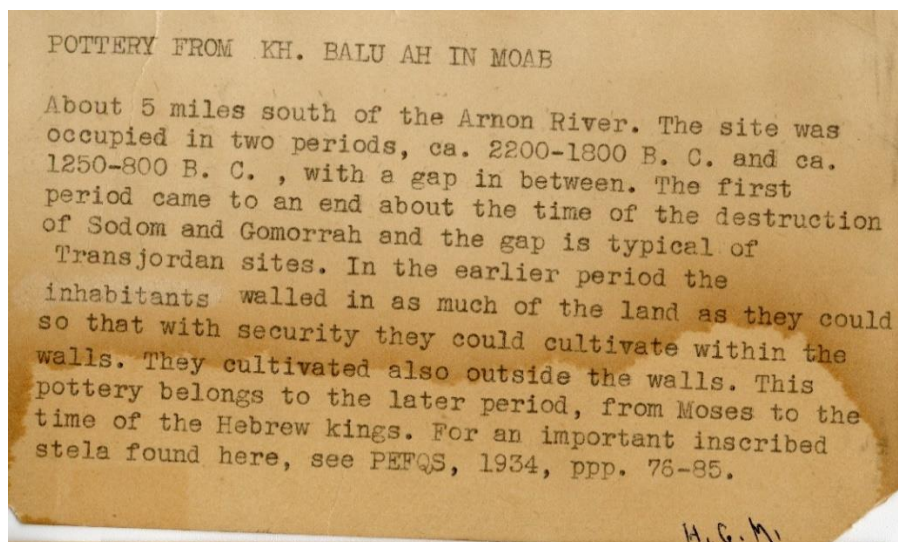 POTTERY FROM KH. BALU AH IN MOAB
About 5 miles south of the Arnon River. The site was
occupied in two periods, ca. 2200-1800 B. C. and ca.
1250-800 B. C. , with a gap in between. The first
period came to an end about the time of the destruction
of Sodom and Gomorrah and the gap is typical of
Transjordan sites. In the earlier period the
inhabitants walled in as much of the land as they could
so that with security they could cultivate within the
walls. They cultivated also outside the walls. This
pottery belongs to the later period, from Moses to the
time of the Hebrew kings. For an important inscribed
stela found here, see PEFQS, 1934, ppp. 76-85.
H. G. M.